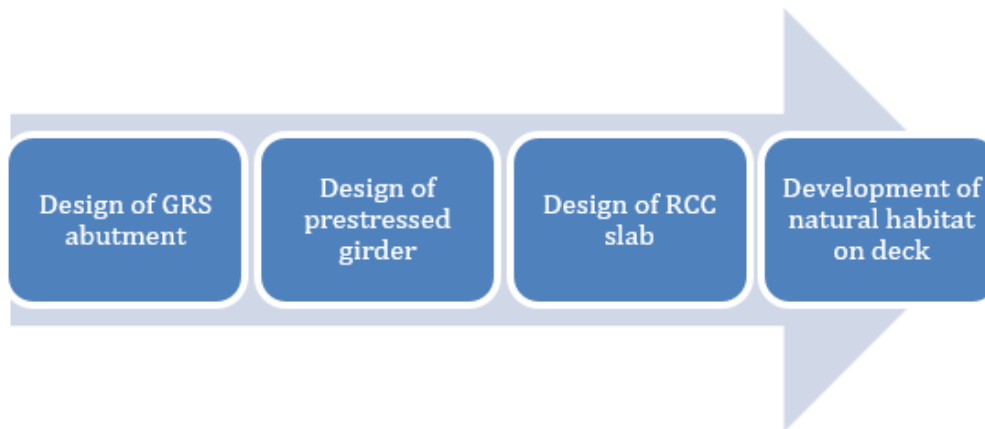 Design of GRS
abutment
Design of
prestressed
girder
Design of RCC
slab
Development of
natural habitat
on deck